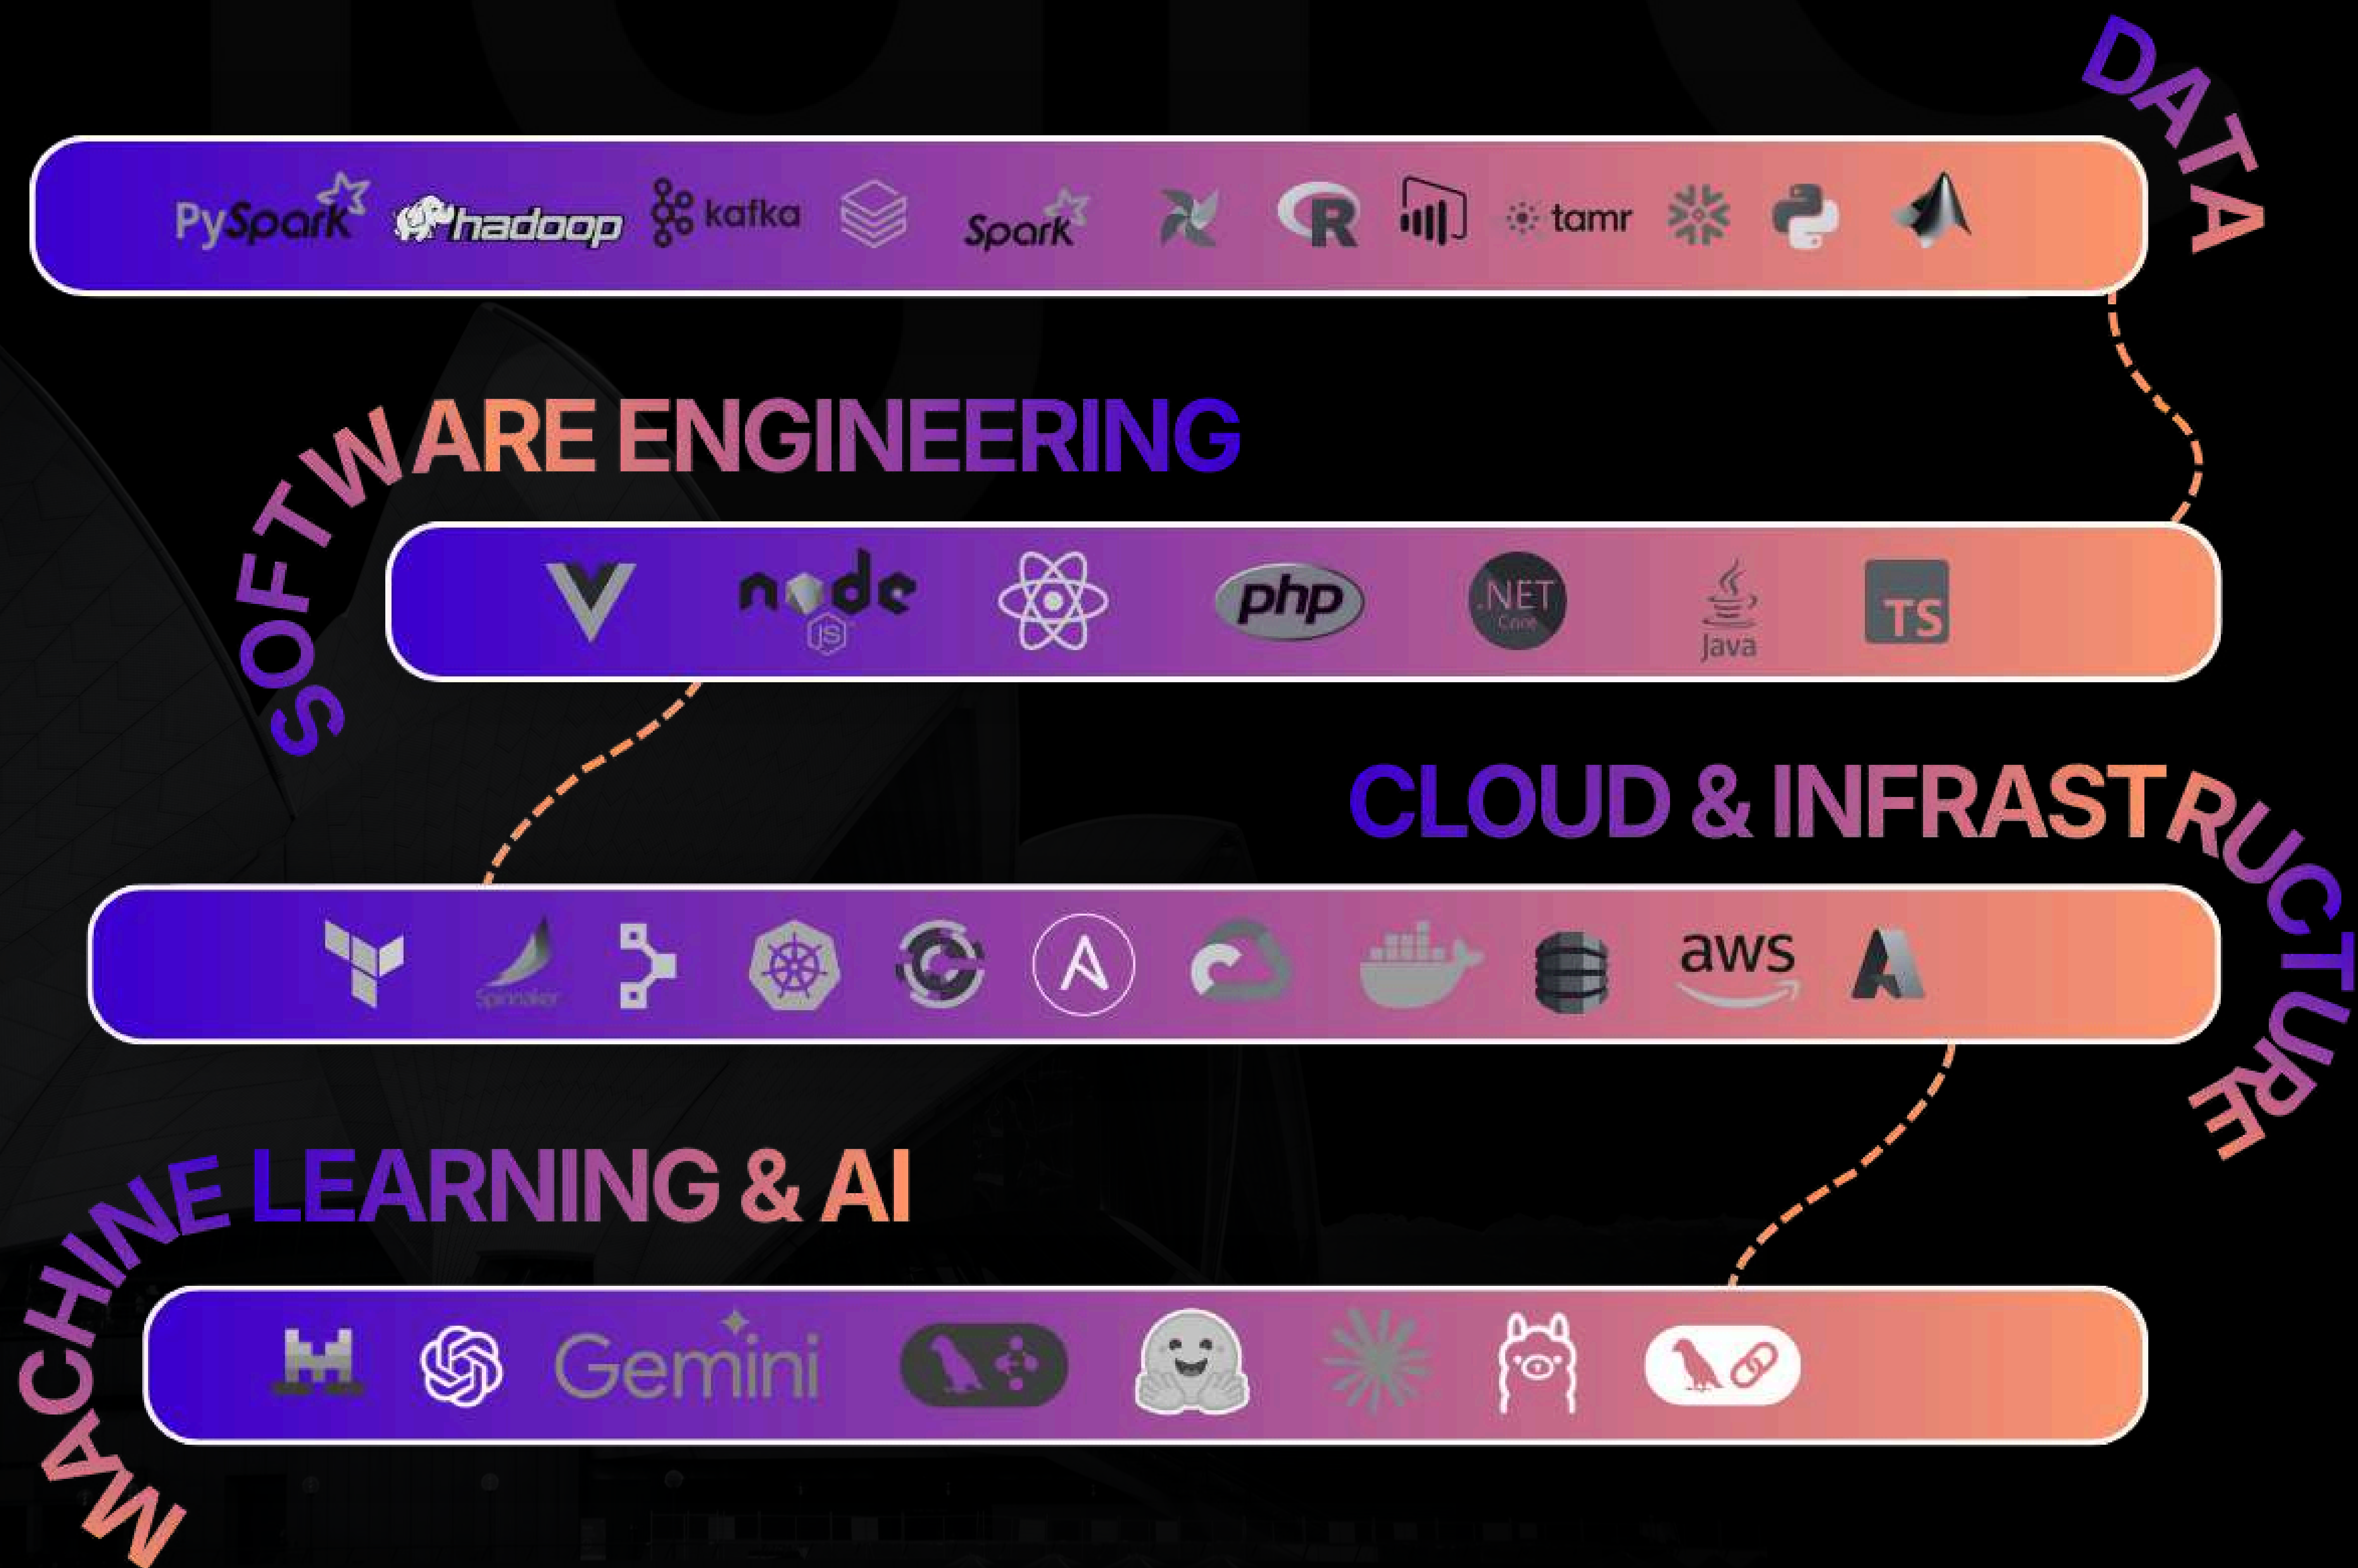 DATA
PySpark hadoop kafka Spark R tamr
SOFTWARE ENGINEERING
node JS php .NET Core Java TS
CLOUD & INFRASTRUCTURE
Spinnaker aws
MACHINE LEARNING & AI
Gemini